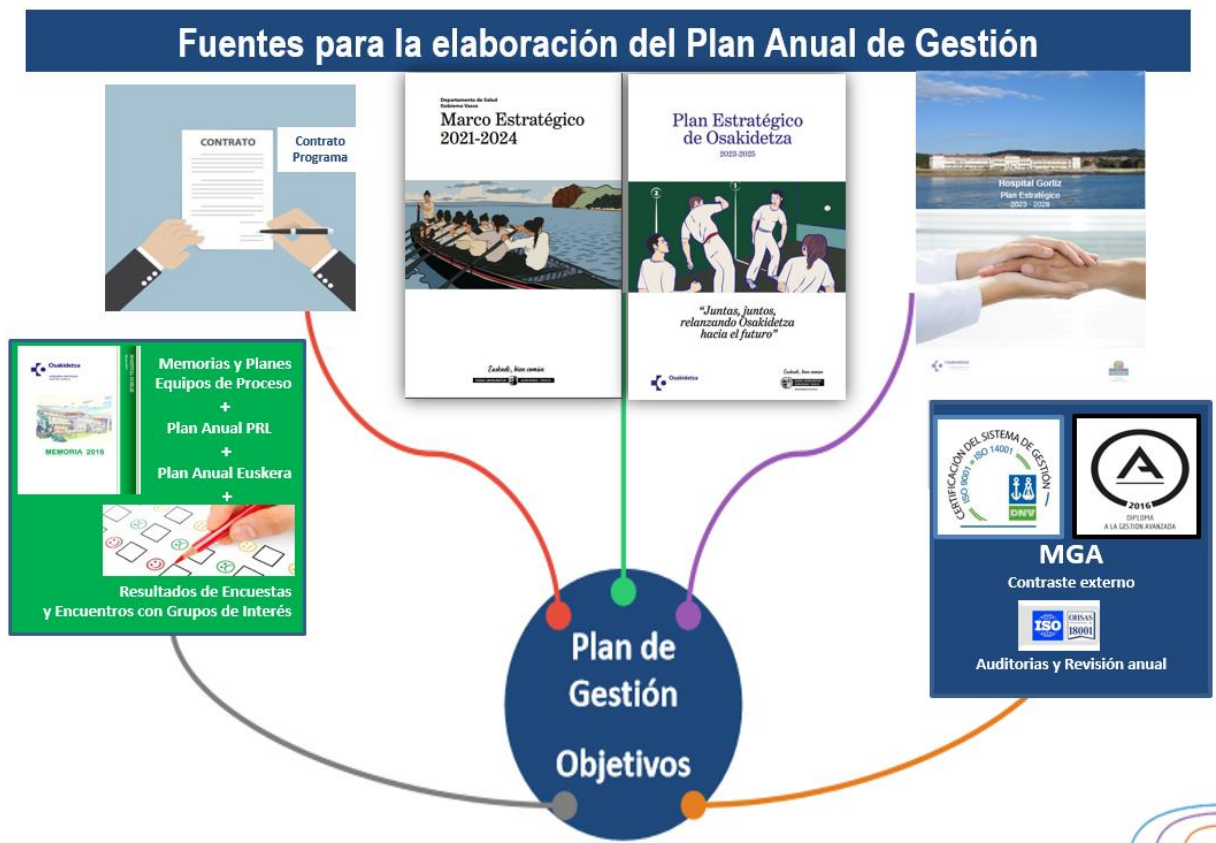 Fuentes para la elaboración del Plan Anual de Gestión
CONTRATO
Contrato
Programa
Departamento de Salud
Gobierno Vasco
Marco Estratégico
2021-2024
Euskadi, bien común
Plan Estratégico
de Osakidetza
2023-2025
2
1
“Juntas, juntos,
relanzando Osakidetza
hacia el futuro”
Osakidetza
Euskadi, bien común
Hospital Gorliz
Plan Estratégico
2023 - 2028
Osakidetza
MEMORIA 2016
Memorias y Planes
Equipos de Proceso
+
Plan Anual PRL
+
Plan Anual Euskera
+
Resultados de Encuestas
y Encuentros con Grupos de Interés
CERTIFICACIÓN DEL SISTEMA DE GESTIÓN
ISO 9001 = ISO 14001
DNV
2016
DIPLOMA
A LA GESTION AVANZADA
MGA
Contraste externo
ISO
OHSAS
18001
Auditorias y Revisión anual
Plan de
Gestión
Objetivos